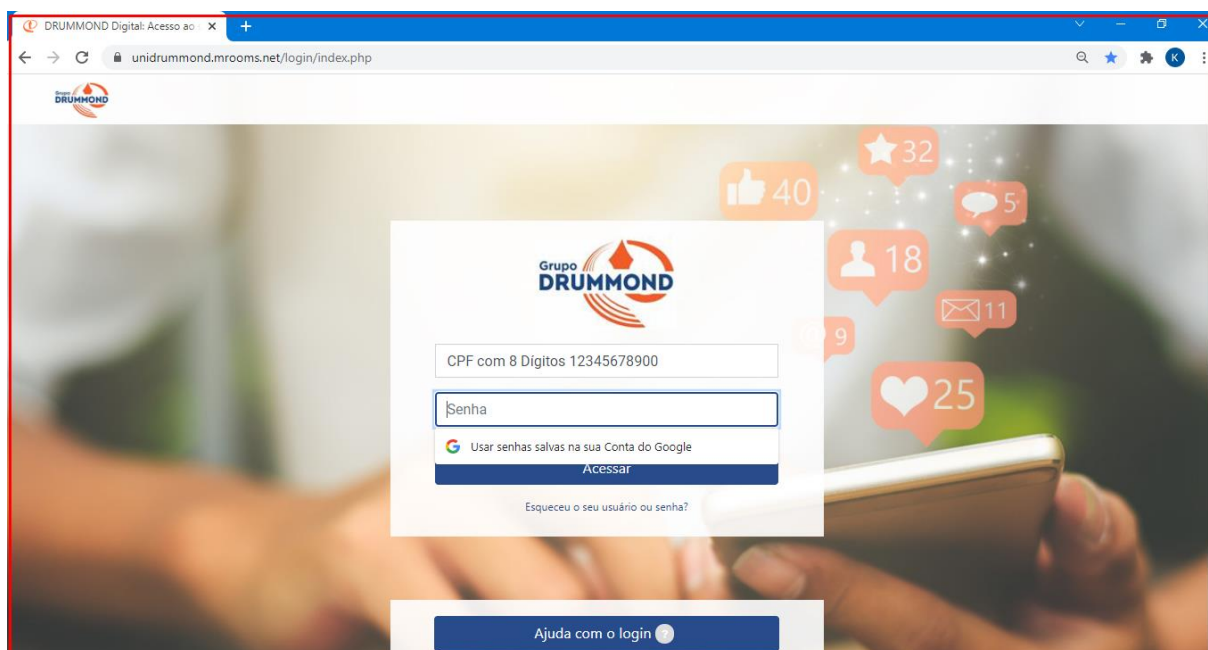 DRUMMOND Digital: Acesso ao
unidrummond.mrooms.net/login/index.php
K
Grupo
DRUMMOND
32
40
5
18
11
9
25
Grupo
DRUMMOND
CPF com 8 Dígitos 12345678900
Senha
Usar senhas salvas na sua Conta do Google
Acessar
Esqueceu o seu usuário ou senha?
Ajuda com o login ?